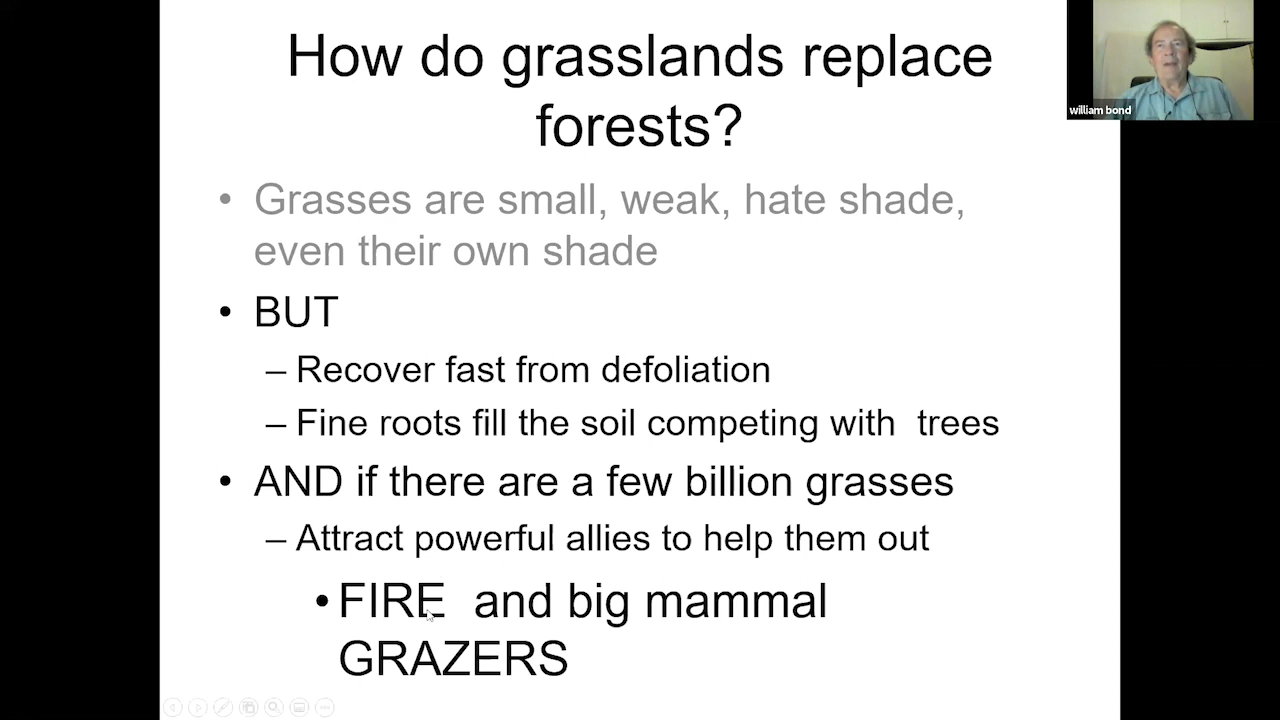 How do grasslands replace
forests?
william bond
• Grasses are small, weak, hate shade,
even their own shade
• BUT
– Recover fast from defoliation
– Fine roots fill the soil competing with  trees
• AND if there are a few billion grasses
– Attract powerful allies to help them out
• FIRE  and big mammal
GRAZERS